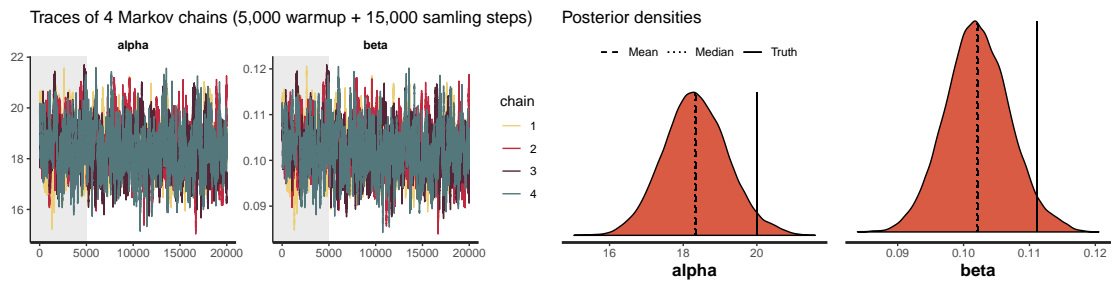 Traces of 4 Markov chains (5,000 warmup + 15,000 samling steps)
alpha
beta
22
20
18
16
0
5000
10000
15000
20000
0.12
0.11
0.10
0.09
0
5000
10000
15000
20000
chain
1
2
3
4
Posterior densities
Mean
Median
Truth
16
18
20
alpha
0.09
0.10
0.11
0.12
beta